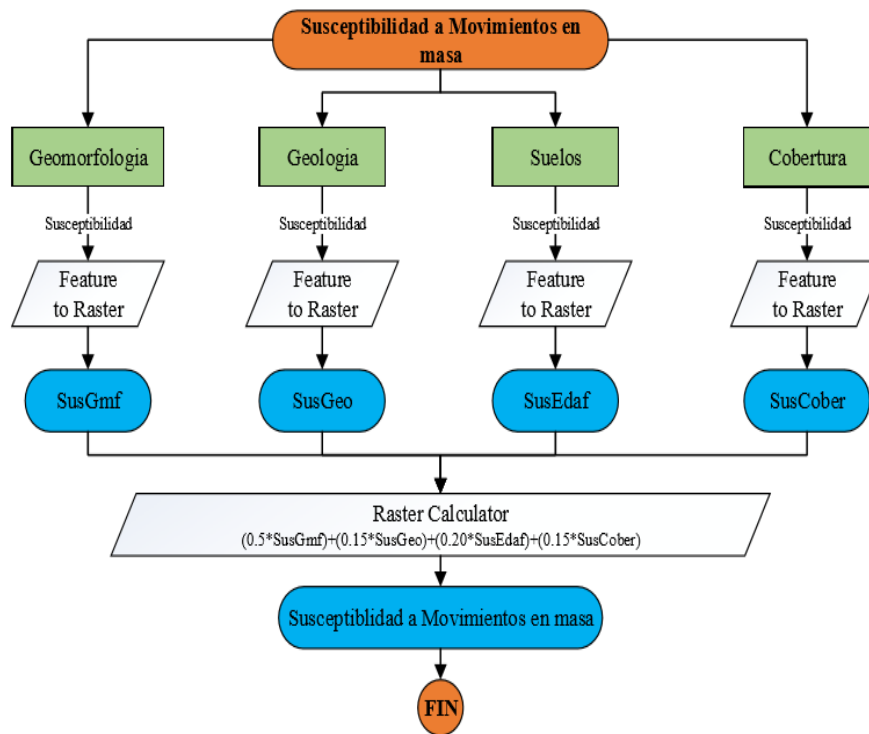 Susceptibilidad a Movimientos en
masa
Geomorfologia
Geologia
Suelos
Cobertura
Susceptibilidad
Susceptibilidad
Susceptibilidad
Susceptibilidad
Feature
to Raster
Feature
to Raster
Feature
to Raster
Feature
to Raster
SusGmf
SusGeo
SusEdaf
SusCober
Raster Calculator
(0.5*SusGmf)+(0.15*SusGeo)+(0.20*SusEdaf)+(0.15*SusCober)
Susceptiblidad a Movimientos en masa
FIN